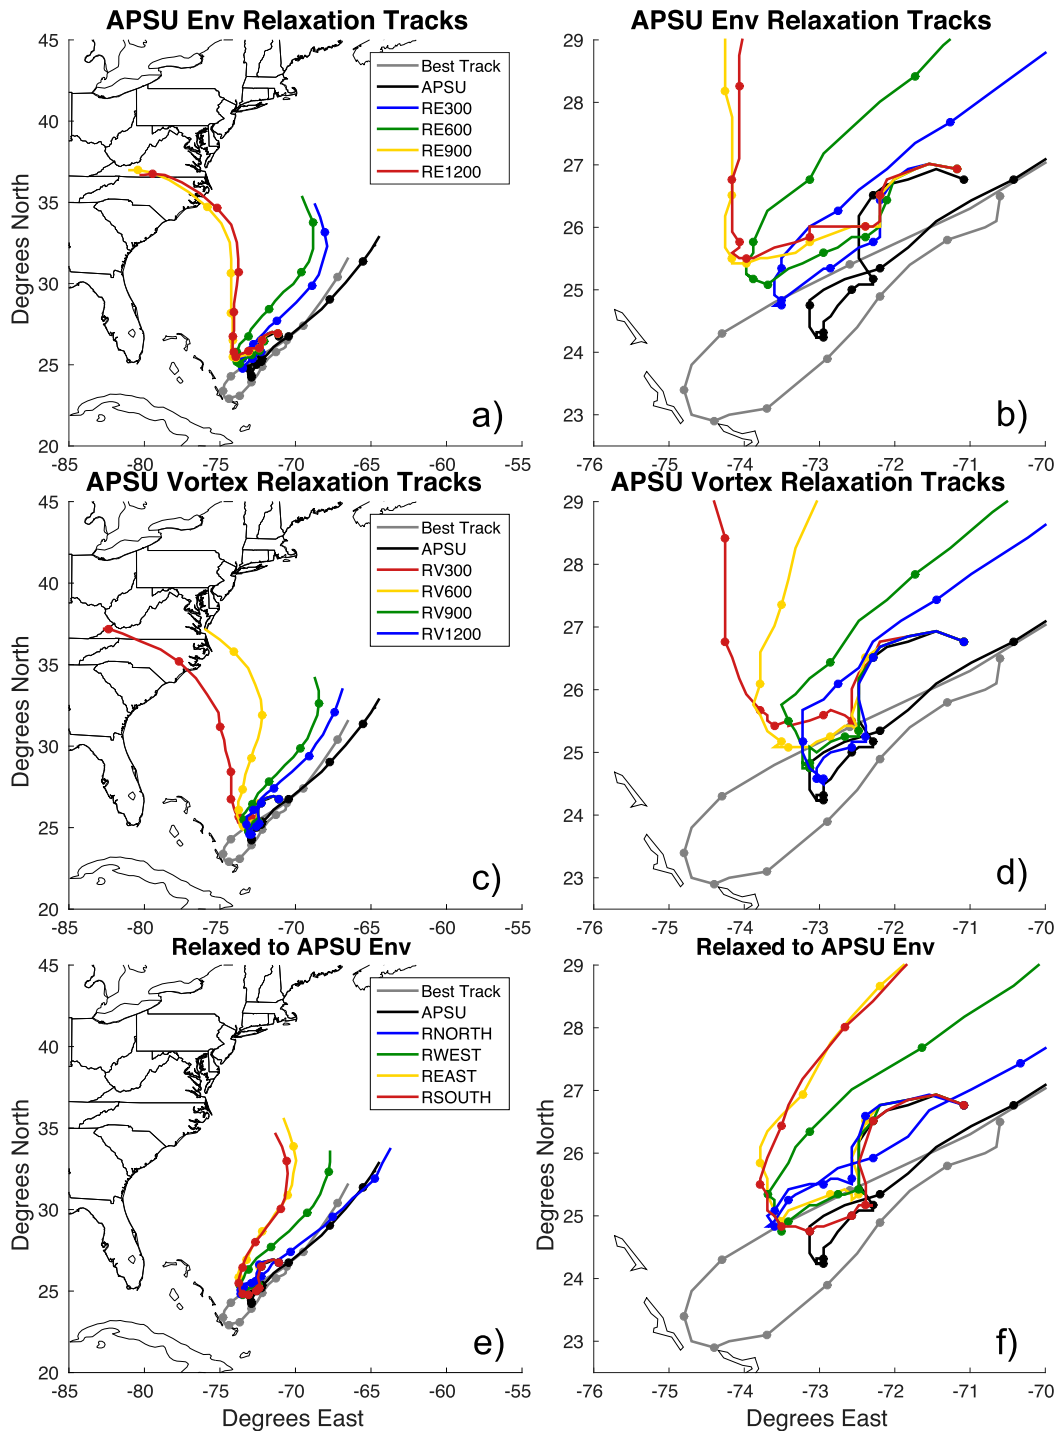 APSU Env Relaxation Tracks
APSU Env Relaxation Tracks
45
40
35
30
25
20
-85 -80 -75 -70 -65 -60 -55
Degrees North
Best Track
APSU
RE300
RE600
RE900
RE1200
a)
29
28
27
26
25
24
23
-76 -75 -74 -73 -72 -71 -70
b)
APSU Vortex Relaxation Tracks
APSU Vortex Relaxation Tracks
45
40
35
30
25
20
-85 -80 -75 -70 -65 -60 -55
Degrees North
Best Track
APSU
RV300
RV600
RV900
RV1200
c)
29
28
27
26
25
24
23
-76 -75 -74 -73 -72 -71 -70
d)
Relaxed to APSU Env
Relaxed to APSU Env
45
40
35
30
25
20
-85 -80 -75 -70 -65 -60 -55
Degrees North
Degrees East
Best Track
APSU
RNORTH
RWEST
REAST
RSOUTH
e)
29
28
27
26
25
24
23
-76 -75 -74 -73 -72 -71 -70
Degrees North
Degrees East
f)